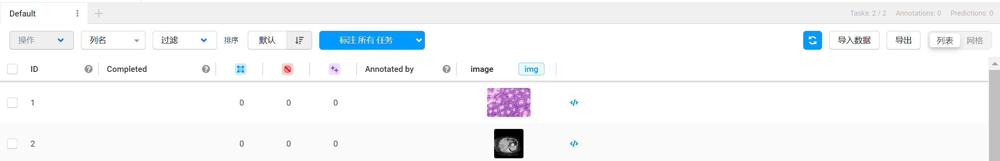 Default Tasks: 2 / 2 Annotations: 0 Predictions: 0
操作 列名 过滤 排序 默认 标注 所有 任务 导入数据 导出 列表 网格
ID Completed Annotated by image img
1 0 0 0
2 0 0 0